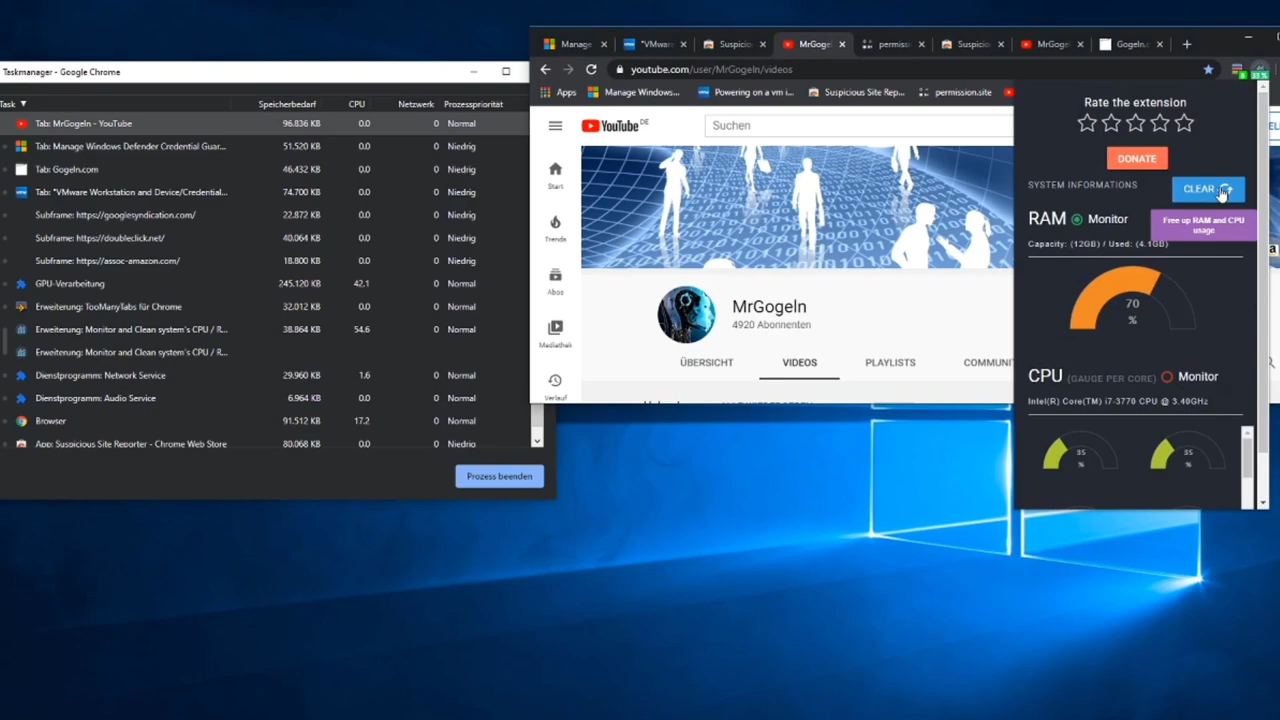 Taskmanager - Google Chrome
Task ▼ Speicherbedarf CPU Netzwerk Prozesspriorität
Tab: MrGogeln - YouTube 96.836 KB 0.0 0 Normal
Tab: Manage Windows Defender Credential Guar... 51.520 KB 0.0 0 Niedrig
Tab: Gogeln.com 46.432 KB 0.0 0 Niedrig
Tab: "VMware Workstation and Device/Credential... 74.700 KB 0.0 0 Niedrig
Subframe: https://googlesyndication.com/ 22.872 KB 0.0 0 Niedrig
Subframe: https://doubleclick.net/ 40.064 KB 0.0 0 Niedrig
Subframe: https://assoc-amazon.com/ 18.800 KB 0.0 0 Niedrig
GPU-Verarbeitung 245.120 KB 42,1 0 Normal
Erweiterung: TooManyTabs für Chrome 32.012 KB 0.0 0 Normal
Erweiterung: Monitor and Clean system's CPU / R... 38.864 KB 54.6 0 Normal
Erweiterung: Monitor and Clean system's CPU / R...
Dienstprogramm: Network Service 29.960 KB 1.6 0 Normal
Dienstprogramm: Audio Service 6.964 KB 0.0 0 Normal
Browser 91.512 KB 17.2 0 Normal
App: Suspicious Site Reporter - Chrome Web Store 80.068 KB 0.0 0 Niedrig
Prozess beenden
Manage "VMware Suspicio MrGogel permiss Suspicio MrGogel Gogeln.c
youtube.com/user/MrGogeln/videos
Apps Manage Windows... Powering on a vm i... Suspicious Site Rep... permission.site
YouTube DE
Suchen
Start
Trends
Abos
Mediathek
Verlauf
MrGogeln
4920 Abonnenten
ÜBERSICHT VIDEOS PLAYLISTS COMMUNI
33 %
Rate the extension
DONATE
SYSTEM INFORMATIONS CLEAR
RAM Monitor
Free up RAM and CPU
usage
Capacity: (12GB) / Used: (4.1GB)
70
%
CPU (GAUGE PER CORE) Monitor
Intel(R) Core(TM) i7-3770 CPU @ 3.40GHz
35 35
% %